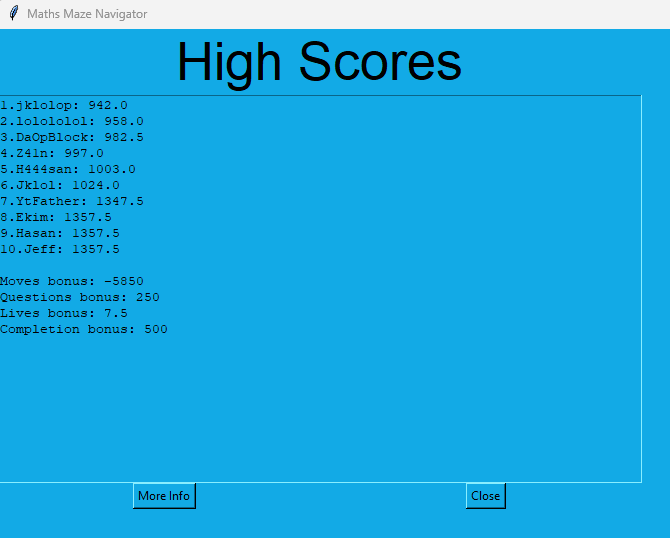 Maths Maze Navigator
High Scores
1.jklolop: 942.0
2.lolololol: 958.0
3.DaOpBlock: 982.5
4.Z41n: 997.0
5.H444san: 1003.0
6.Jklol: 1024.0
7.YtFather: 1347.5
8.Ekim: 1357.5
9.Hasan: 1357.5
10.Jeff: 1357.5
Moves bonus: -5850
Questions bonus: 250
Lives bonus: 7.5
Completion bonus: 500
More Info
Close